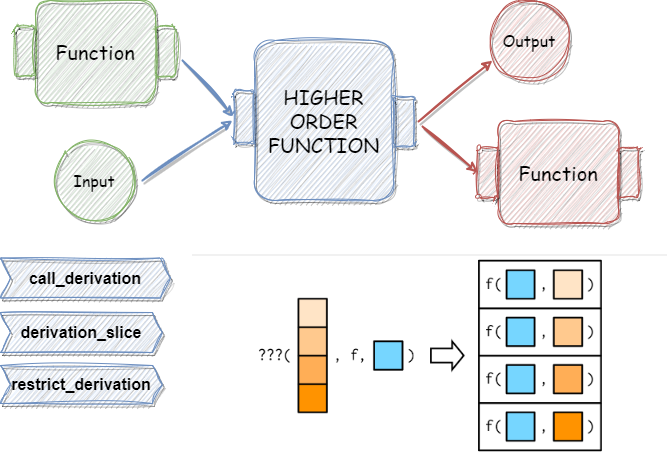 Function
Output
HIGHER
ORDER
FUNCTION
Input
Function
call_derivation
derivation_slice
restrict_derivation
???( , f, )
f( , )
f( , )
f( , )
f( , )